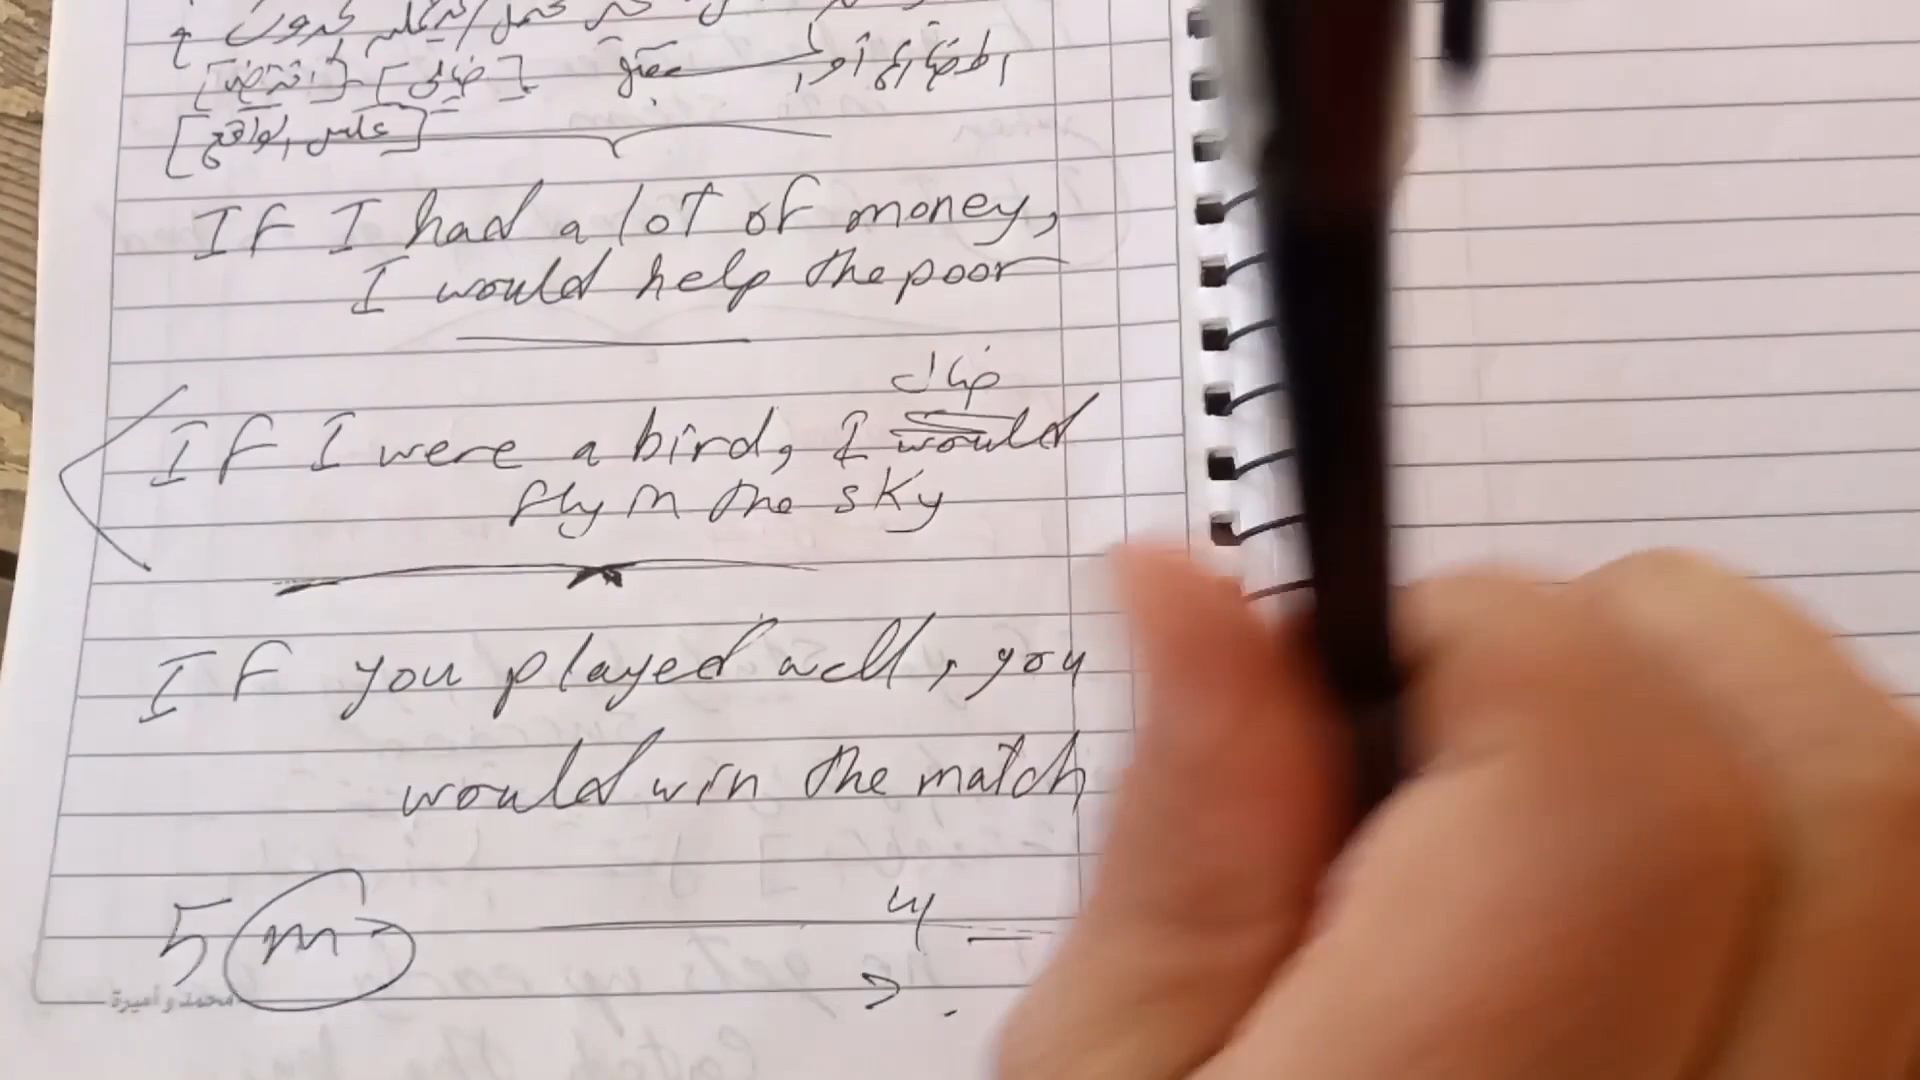 [خيالي] [افتراضي]
[عكس الواقع]
If I had a lot of money,
I would help the poor
خيال
If I were a bird, I would
fly in the sky
If you played well, you
would win the match
5 m
محمد و أميرة